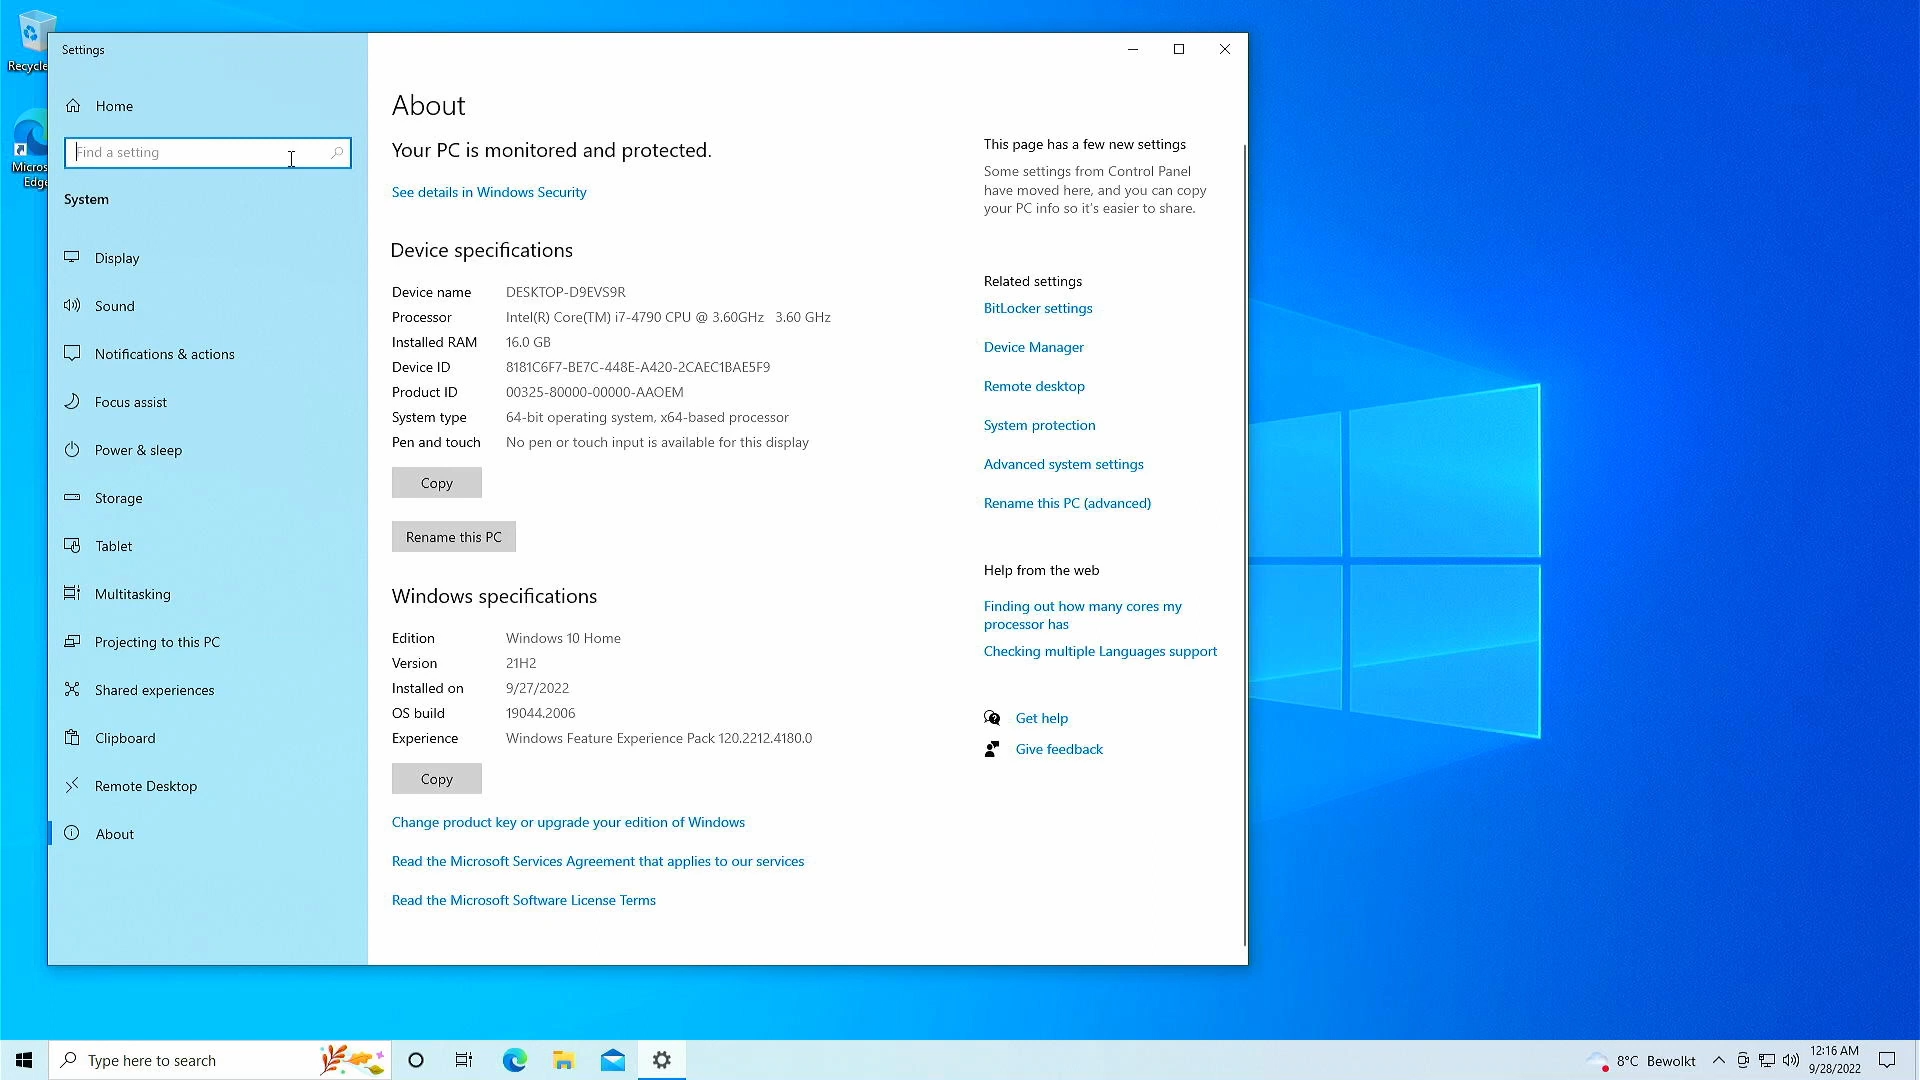 Recycle
Micros
Edge
Settings
Home
Find a setting
System
Display
Sound
Notifications & actions
Focus assist
Power & sleep
Storage
Tablet
Multitasking
Projecting to this PC
Shared experiences
Clipboard
Remote Desktop
About
About
Your PC is monitored and protected.
See details in Windows Security
Device specifications
Device name DESKTOP-D9EVS9R
Processor Intel(R) Core(TM) i7-4790 CPU @ 3.60GHz 3.60 GHz
Installed RAM 16.0 GB
Device ID 8181C6F7-BE7C-448E-A420-2CAEC1BAE5F9
Product ID 00325-80000-00000-AAOEM
System type 64-bit operating system, x64-based processor
Pen and touch No pen or touch input is available for this display
Copy
Rename this PC
Windows specifications
Edition Windows 10 Home
Version 21H2
Installed on 9/27/2022
OS build 19044.2006
Experience Windows Feature Experience Pack 120.2212.4180.0
Copy
Change product key or upgrade your edition of Windows
Read the Microsoft Services Agreement that applies to our services
Read the Microsoft Software License Terms
This page has a few new settings
Some settings from Control Panel
have moved here, and you can copy
your PC info so it's easier to share.
Related settings
BitLocker settings
Device Manager
Remote desktop
System protection
Advanced system settings
Rename this PC (advanced)
Help from the web
Finding out how many cores my
processor has
Checking multiple Languages support
Get help
Give feedback
Type here to search
8°C Bewolkt
12:16 AM
9/28/2022